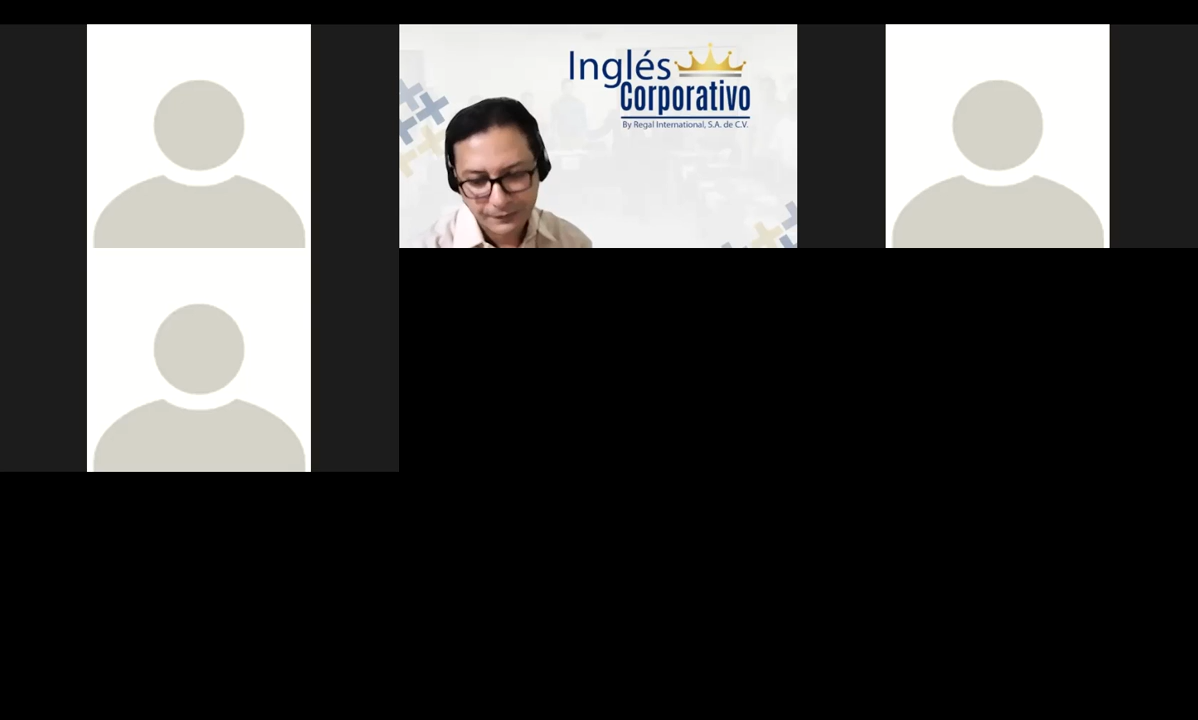 Inglés
Corporativo
By Regal International, S.A. de C.V.